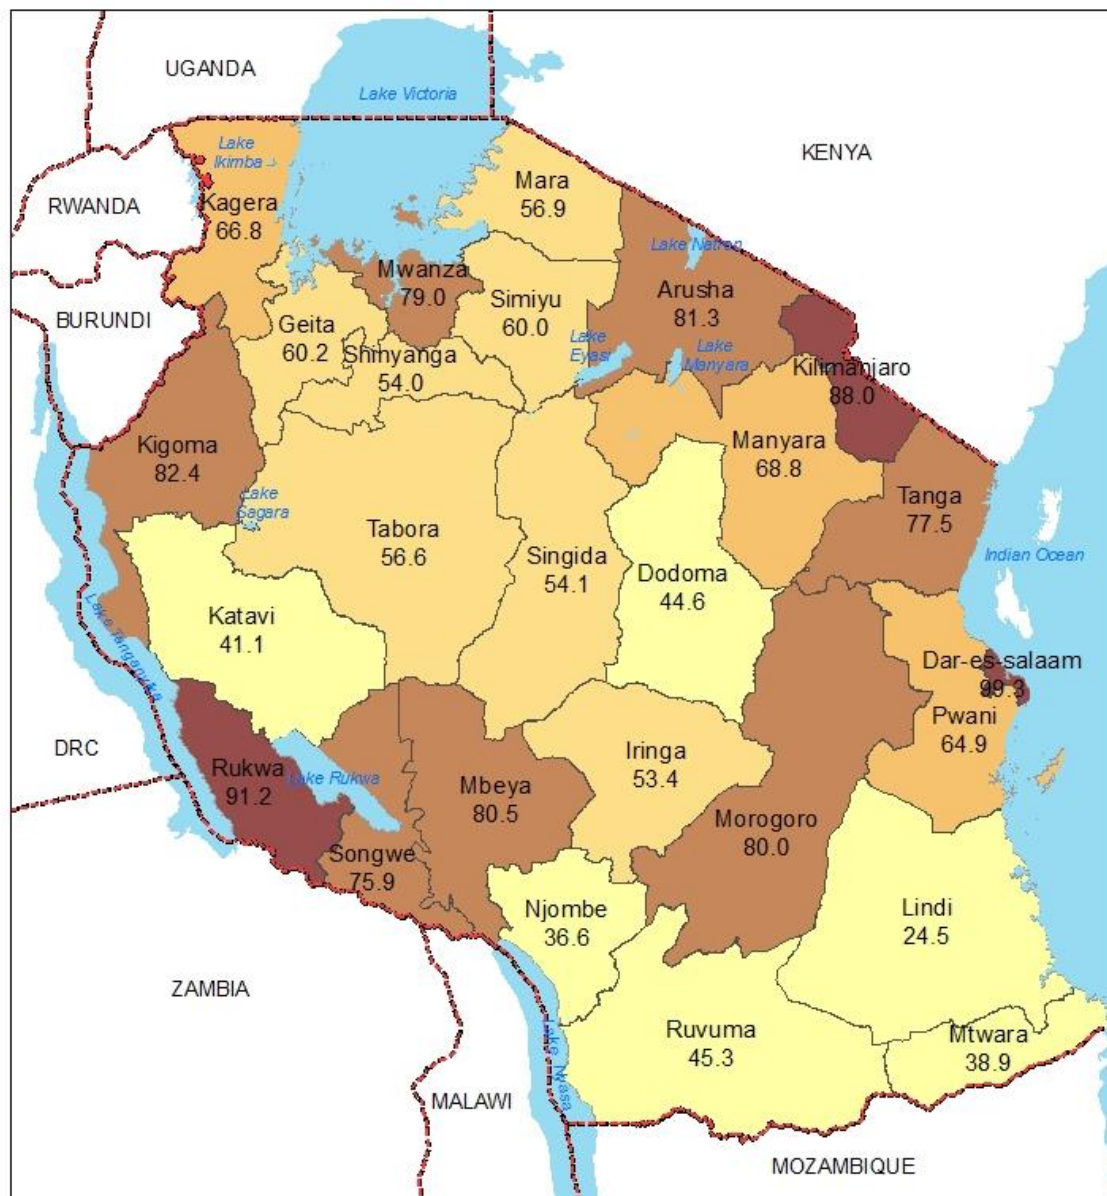 UGANDA
Lake Victoria
KENYA
Lake
Ikimba
RWANDA
Kagera
66.8
Mara
56.9
Lake Natron
Mwanza
79.0
Arusha
81.3
Simiyu
60.0
BURUNDI
Geita
60.2
Lake
Eyasi
Lake
Manyara
Shinyanga
54.0
Kilimanjaro
88.0
Kigoma
82.4
Manyara
68.8
Lake
Sagara
Tanga
77.5
Tabora
56.6
Singida
54.1
Indian Ocean
Dodoma
44.6
Katavi
41.1
Lake Tanganyika
Dar-es-salaam
99.3
Pwani
64.9
DRC
Rukwa
91.2
Lake Rukwa
Mbeya
80.5
Iringa
53.4
Morogoro
80.0
Songwe
75.9
Njombe
36.6
Lindi
24.5
ZAMBIA
Ruvuma
45.3
Mtwara
38.9
Lake Nyasa
MALAWI
MOZAMBIQUE